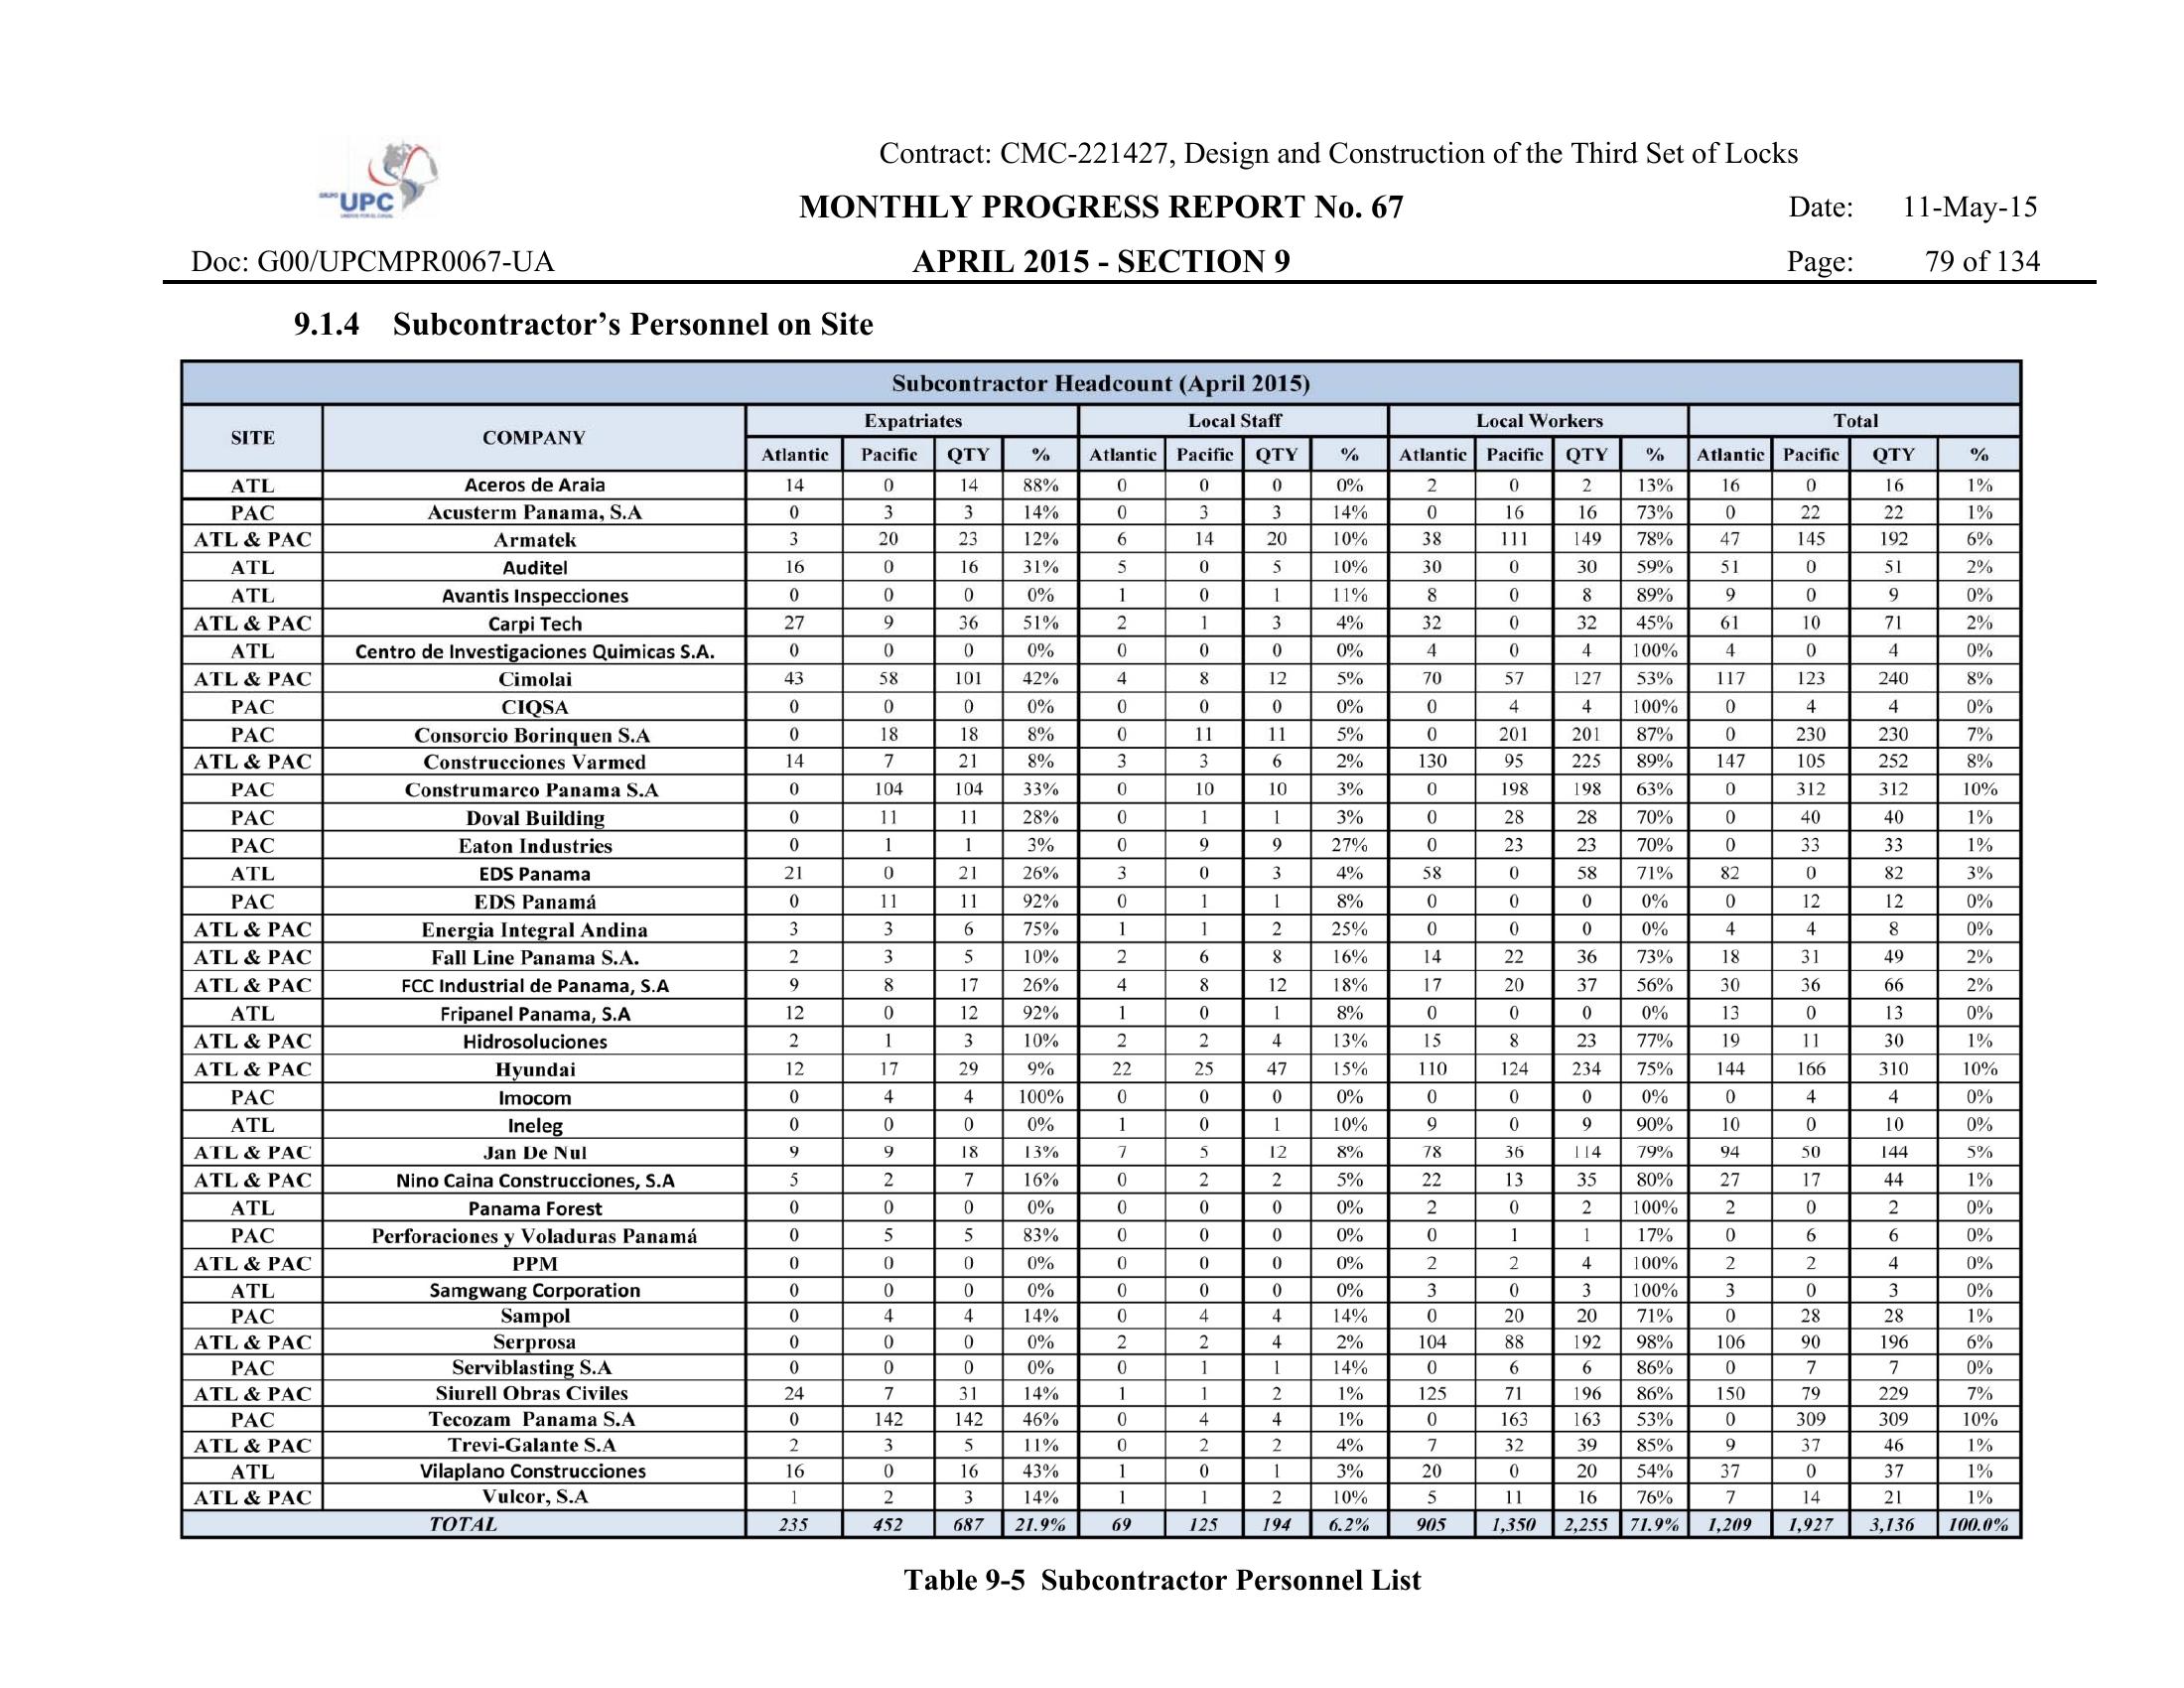 Contract: CMC-221427, Design and Construction of the Third Set of Locks
UPC
MONTHLY PROGRESS REPORT No. 67 Date: 11-May-15
Doc: G00/UPCMPR0067-UA APRIL 2015 - SECTION 9 Page: 79 of 134
9.1.4 Subcontractor's Personnel on Site
Subcontractor Headcount (April 2015)
SITE COMPANY Expatriates Local Staff Local Workers Total
Atlantic Pacific QTY % Atlantic Pacific QTY % Atlantic Pacific QTY % Atlantic Pacific QTY %
ATL Aceros de Araia 14 0 14 88% 0 0 0 0% 2 0 2 13% 16 0 16 1%
PAC Acusterm Panama, S.A 0 3 3 14% 0 3 3 14% 0 16 16 73% 0 22 22 1%
ATL & PAC Armatek 3 20 23 12% 6 14 20 10% 38 111 149 78% 47 145 192 6%
ATL Auditel 16 0 16 31% 5 0 5 10% 30 0 30 59% 51 0 51 2%
ATL Avantis Inspecciones 0 0 0 0% 1 0 1 11% 8 0 8 89% 9 0 9 0%
ATL & PAC Carpi Tech 27 9 36 51% 2 1 3 4% 32 0 32 45% 61 10 71 2%
ATL Centro de Investigaciones Quimicas S.A. 0 0 0 0% 0 0 0 0% 4 0 4 100% 4 0 4 0%
ATL & PAC Cimolai 43 58 101 42% 4 8 12 5% 70 57 127 53% 117 123 240 8%
PAC CIQSA 0 0 0 0% 0 0 0 0% 0 4 4 100% 0 4 4 0%
PAC Consorcio Borinquen S.A 0 18 18 8% 0 11 11 5% 0 201 201 87% 0 230 230 7%
ATL & PAC Construcciones Varmed 14 7 21 8% 3 3 6 2% 130 95 225 89% 147 105 252 8%
PAC Construmarco Panama S.A 0 104 104 33% 0 10 10 3% 0 198 198 63% 0 312 312 10%
PAC Doval Building 0 11 11 28% 0 1 1 3% 0 28 28 70% 0 40 40 1%
PAC Eaton Industries 0 1 1 3% 0 9 9 27% 0 23 23 70% 0 33 33 1%
ATL EDS Panama 21 0 21 26% 3 0 3 4% 58 0 58 71% 82 0 82 3%
PAC EDS Panamá 0 11 11 92% 0 1 1 8% 0 0 0 0% 0 12 12 0%
ATL & PAC Energia Integral Andina 3 3 6 75% 1 1 2 25% 0 0 0 0% 4 4 8 0%
ATL & PAC Fall Line Panama S.A. 2 3 5 10% 2 6 8 16% 14 22 36 73% 18 31 49 2%
ATL & PAC FCC Industrial de Panama, S.A 9 8 17 26% 4 8 12 18% 17 20 37 56% 30 36 66 2%
ATL Fripanel Panama, S.A 12 0 12 92% 1 0 1 8% 0 0 0 0% 13 0 13 0%
ATL & PAC Hidrosoluciones 2 1 3 10% 2 2 4 13% 15 8 23 77% 19 11 30 1%
ATL & PAC Hyundai 12 17 29 9% 22 25 47 15% 110 124 234 75% 144 166 310 10%
PAC Imocom 0 4 4 100% 0 0 0 0% 0 0 0 0% 0 4 4 0%
ATL Ineleg 0 0 0 0% 1 0 1 10% 9 0 9 90% 10 0 10 0%
ATL & PAC Jan De Nul 9 9 18 13% 7 5 12 8% 78 36 114 79% 94 50 144 5%
ATL & PAC Nino Caina Construcciones, S.A 5 2 7 16% 0 2 2 5% 22 13 35 80% 27 17 44 1%
ATL Panama Forest 0 0 0 0% 0 0 0 0% 2 0 2 100% 2 0 2 0%
PAC Perforaciones y Voladuras Panamá 0 5 5 83% 0 0 0 0% 0 1 1 17% 0 6 6 0%
ATL & PAC PPM 0 0 0 0% 0 0 0 0% 2 2 4 100% 2 2 4 0%
ATL Samgwang Corporation 0 0 0 0% 0 0 0 0% 3 0 3 100% 3 0 3 0%
PAC Sampol 0 4 4 14% 0 4 4 14% 0 20 20 71% 0 28 28 1%
ATL & PAC Serprosa 0 0 0 0% 2 2 4 2% 104 88 192 98% 106 90 196 6%
PAC Serviblasting S.A 0 0 0 0% 0 1 1 14% 0 6 6 86% 0 7 7 0%
ATL & PAC Siurell Obras Civiles 24 7 31 14% 1 1 2 1% 125 71 196 86% 150 79 229 7%
PAC Tecozam Panama S.A 0 142 142 46% 0 4 4 1% 0 163 163 53% 0 309 309 10%
ATL & PAC Trevi-Galante S.A 2 3 5 11% 0 2 2 4% 7 32 39 85% 9 37 46 1%
ATL Vilaplano Construcciones 16 0 16 43% 1 0 1 3% 20 0 20 54% 37 0 37 1%
ATL & PAC Vulcor, S.A 1 2 3 14% 1 1 2 10% 5 11 16 76% 7 14 21 1%
TOTAL 235 452 687 21.9% 69 125 194 6.2% 905 1,350 2,255 71.9% 1,209 1,927 3,136 100.0%
Table 9-5 Subcontractor Personnel List